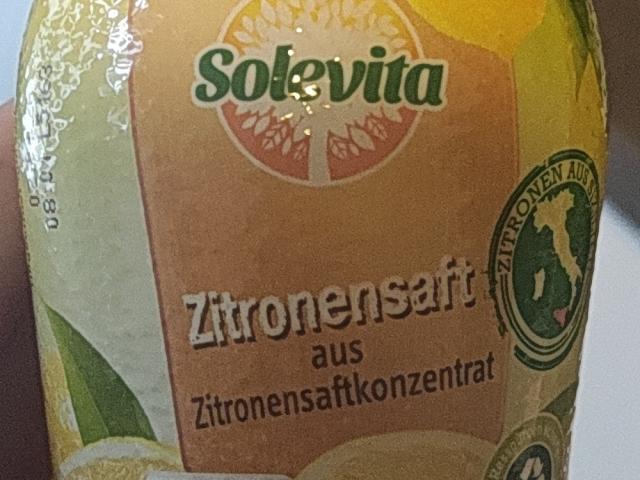 Solevita
Zitronensaft
aus
Zitronensaftkonzentrat
ZITRONEN AUS